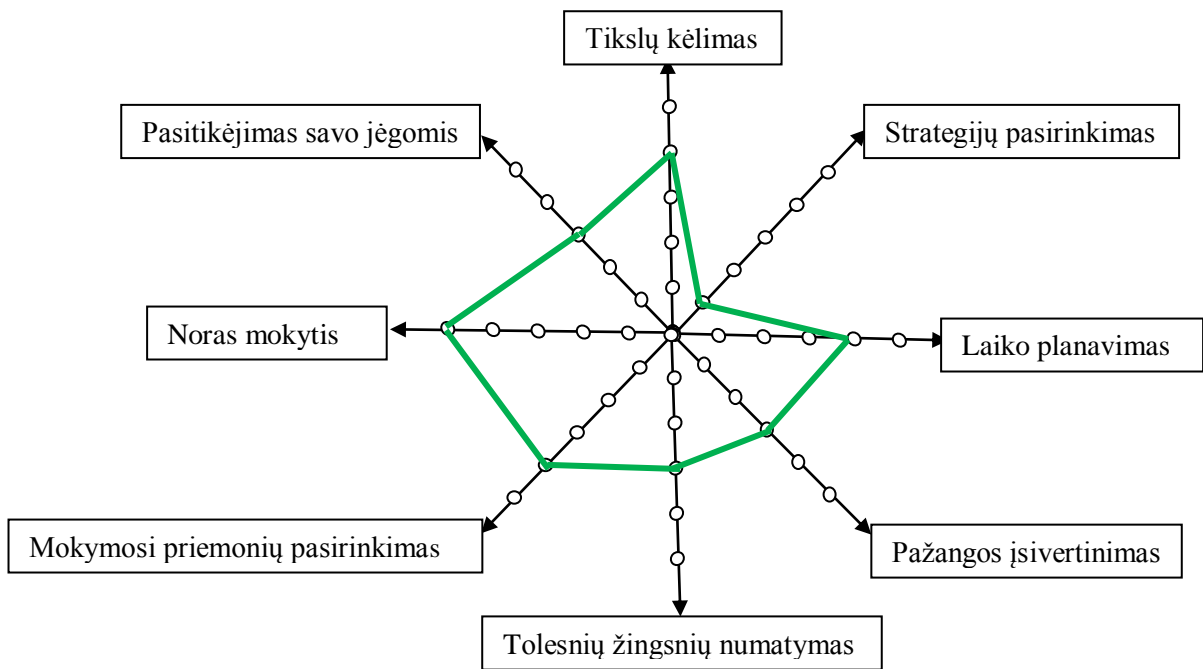 Tikslų kėlimas
Pasitikėjimas savo jėgomis
Strategijų pasirinkimas
Noras mokytis
Laiko planavimas
Mokymosi priemonių pasirinkimas
Pažangos įsivertinimas
Tolesnių žingsnių numatymas